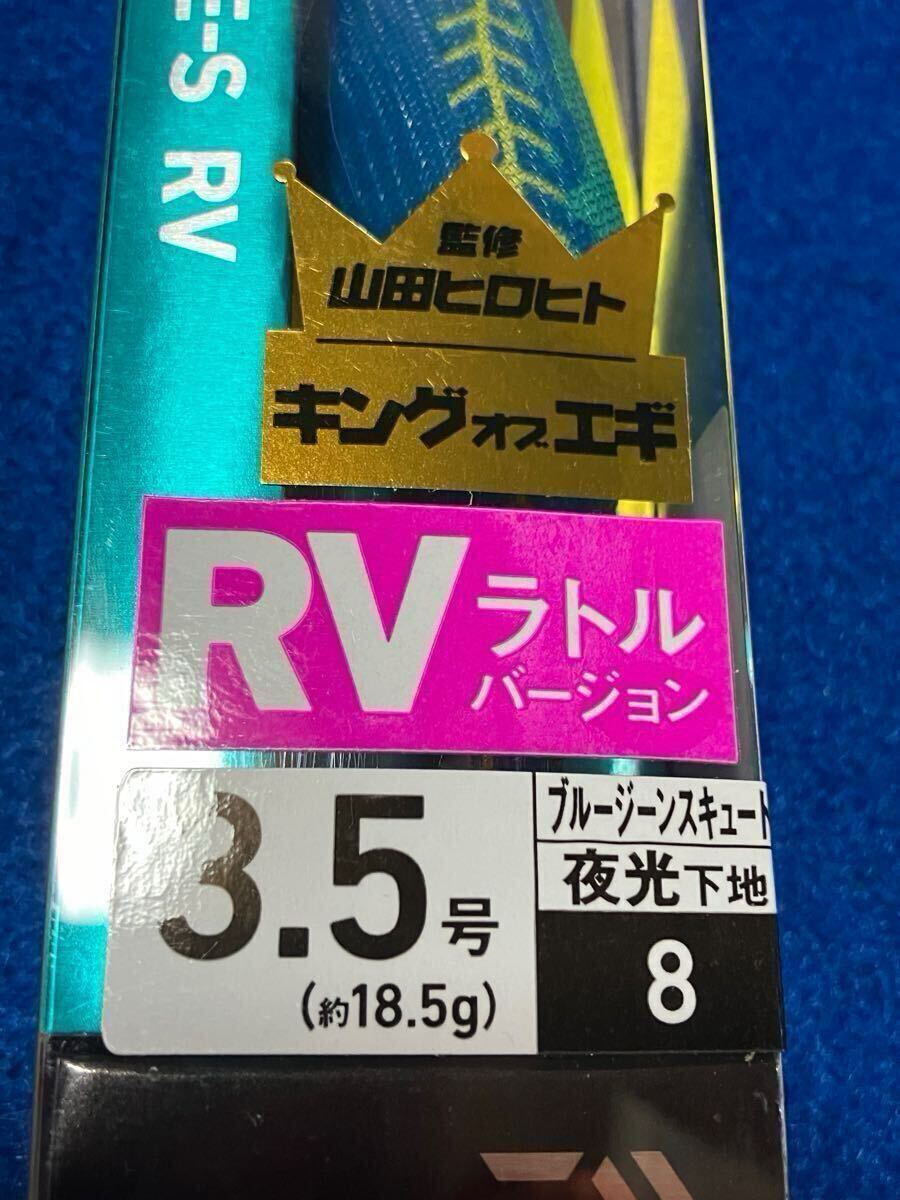 E-S RV
監修
山田ヒロヒト
キングオブエギ
RV ラトル
バージョン
3.5号
(約18.5g)
ブルージーンズキュート
夜光下地
8